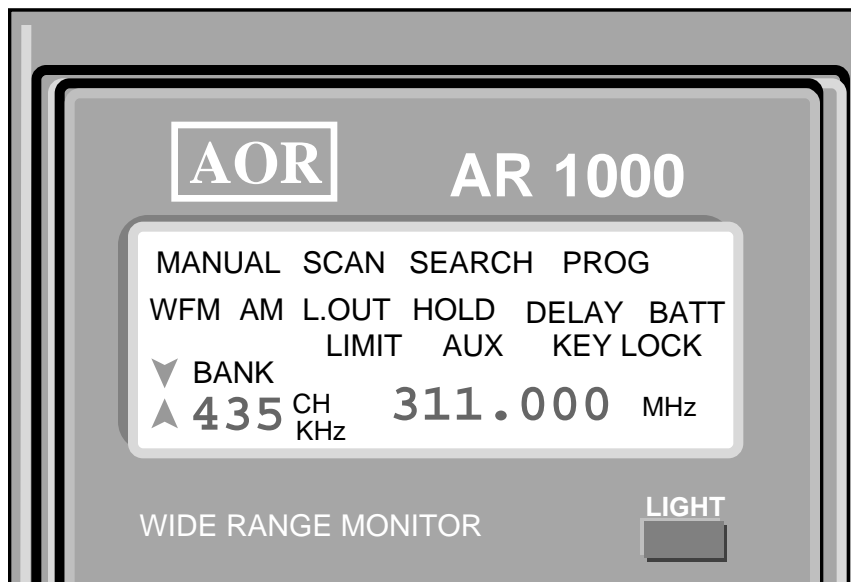 AOR
AR 1000
MANUAL SCAN SEARCH PROG
WFM AM L.OUT HOLD DELAY BATT
LIMIT AUX KEY LOCK
BANK
435 CH KHz 311.000 MHz
WIDE RANGE MONITOR
LIGHT